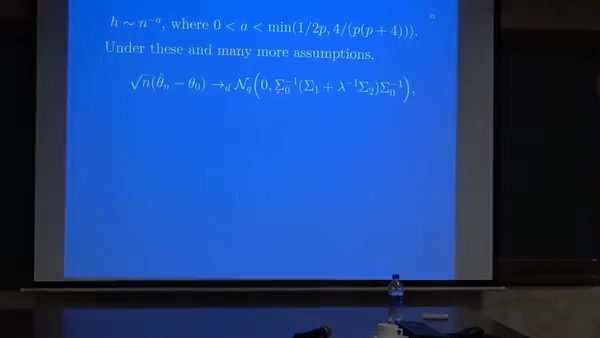 h ∼ n^{-a}, where 0 < a < min(1/2p, 4/(p(p + 4))).
Under these and many more assumptions,
√n(θ̂_n − θ_0) →_d N_q(0, Σ_0^{-1}(Σ_1 + λ^{-1}Σ_2)Σ_0^{-1}),